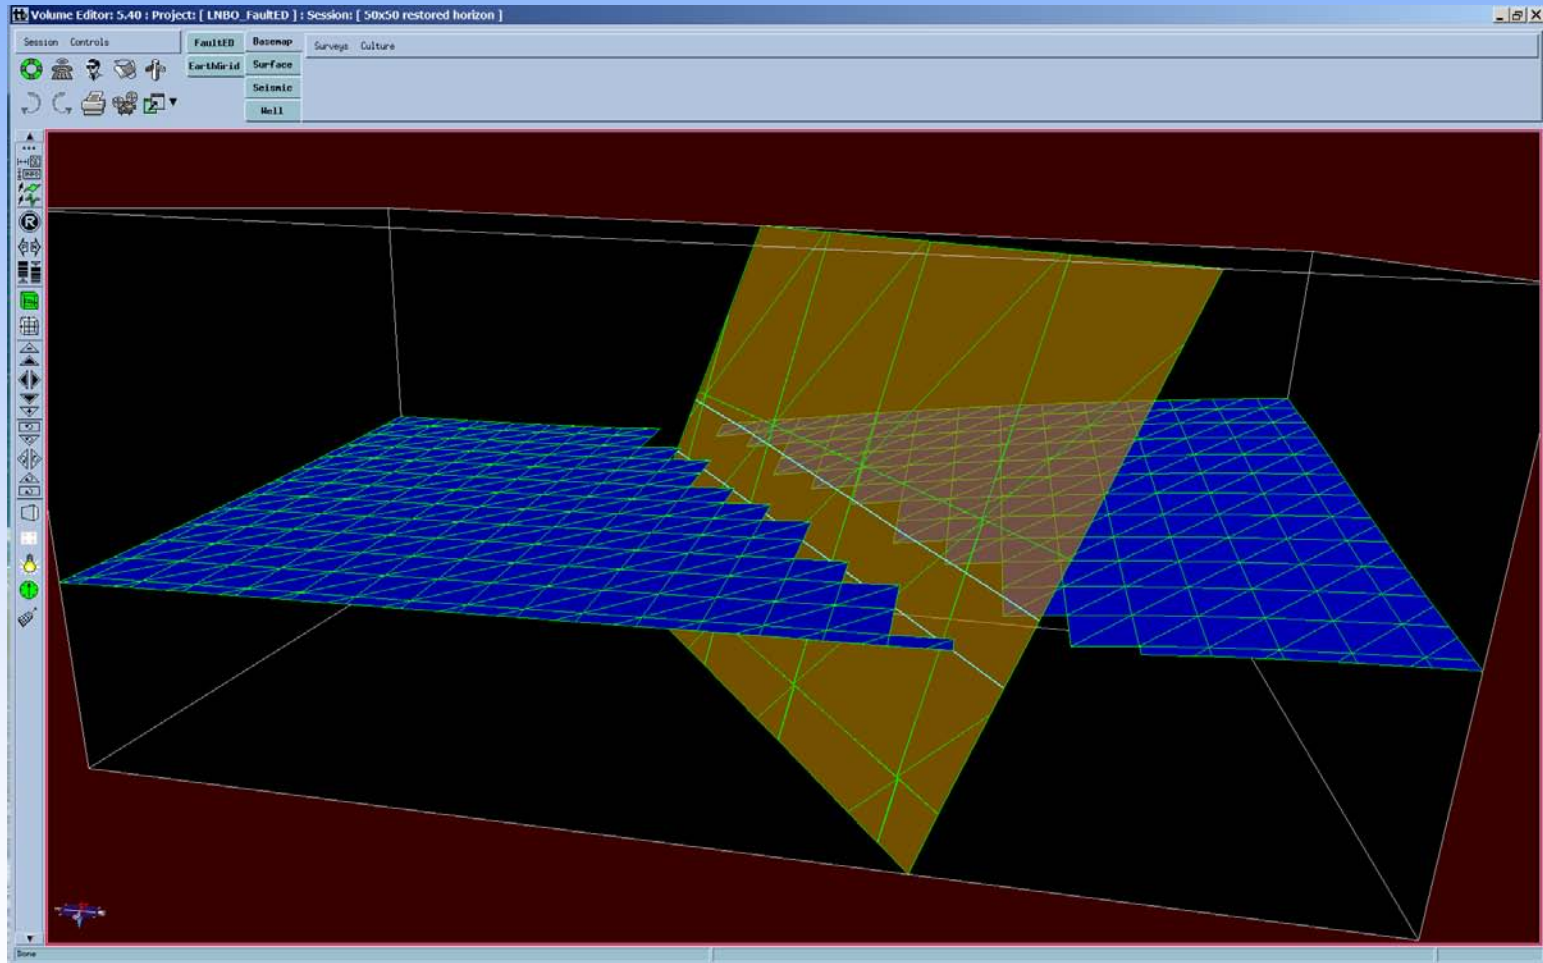 Volume Editor: 5.40 : Project: [ LNBO_FaultED ] : Session: [ 50x50 restored horizon ]
Session Controls
FaultED
Basemap
Surveys Culture
EarthGrid
Surface
Seismic
Well
INFO
R
Done